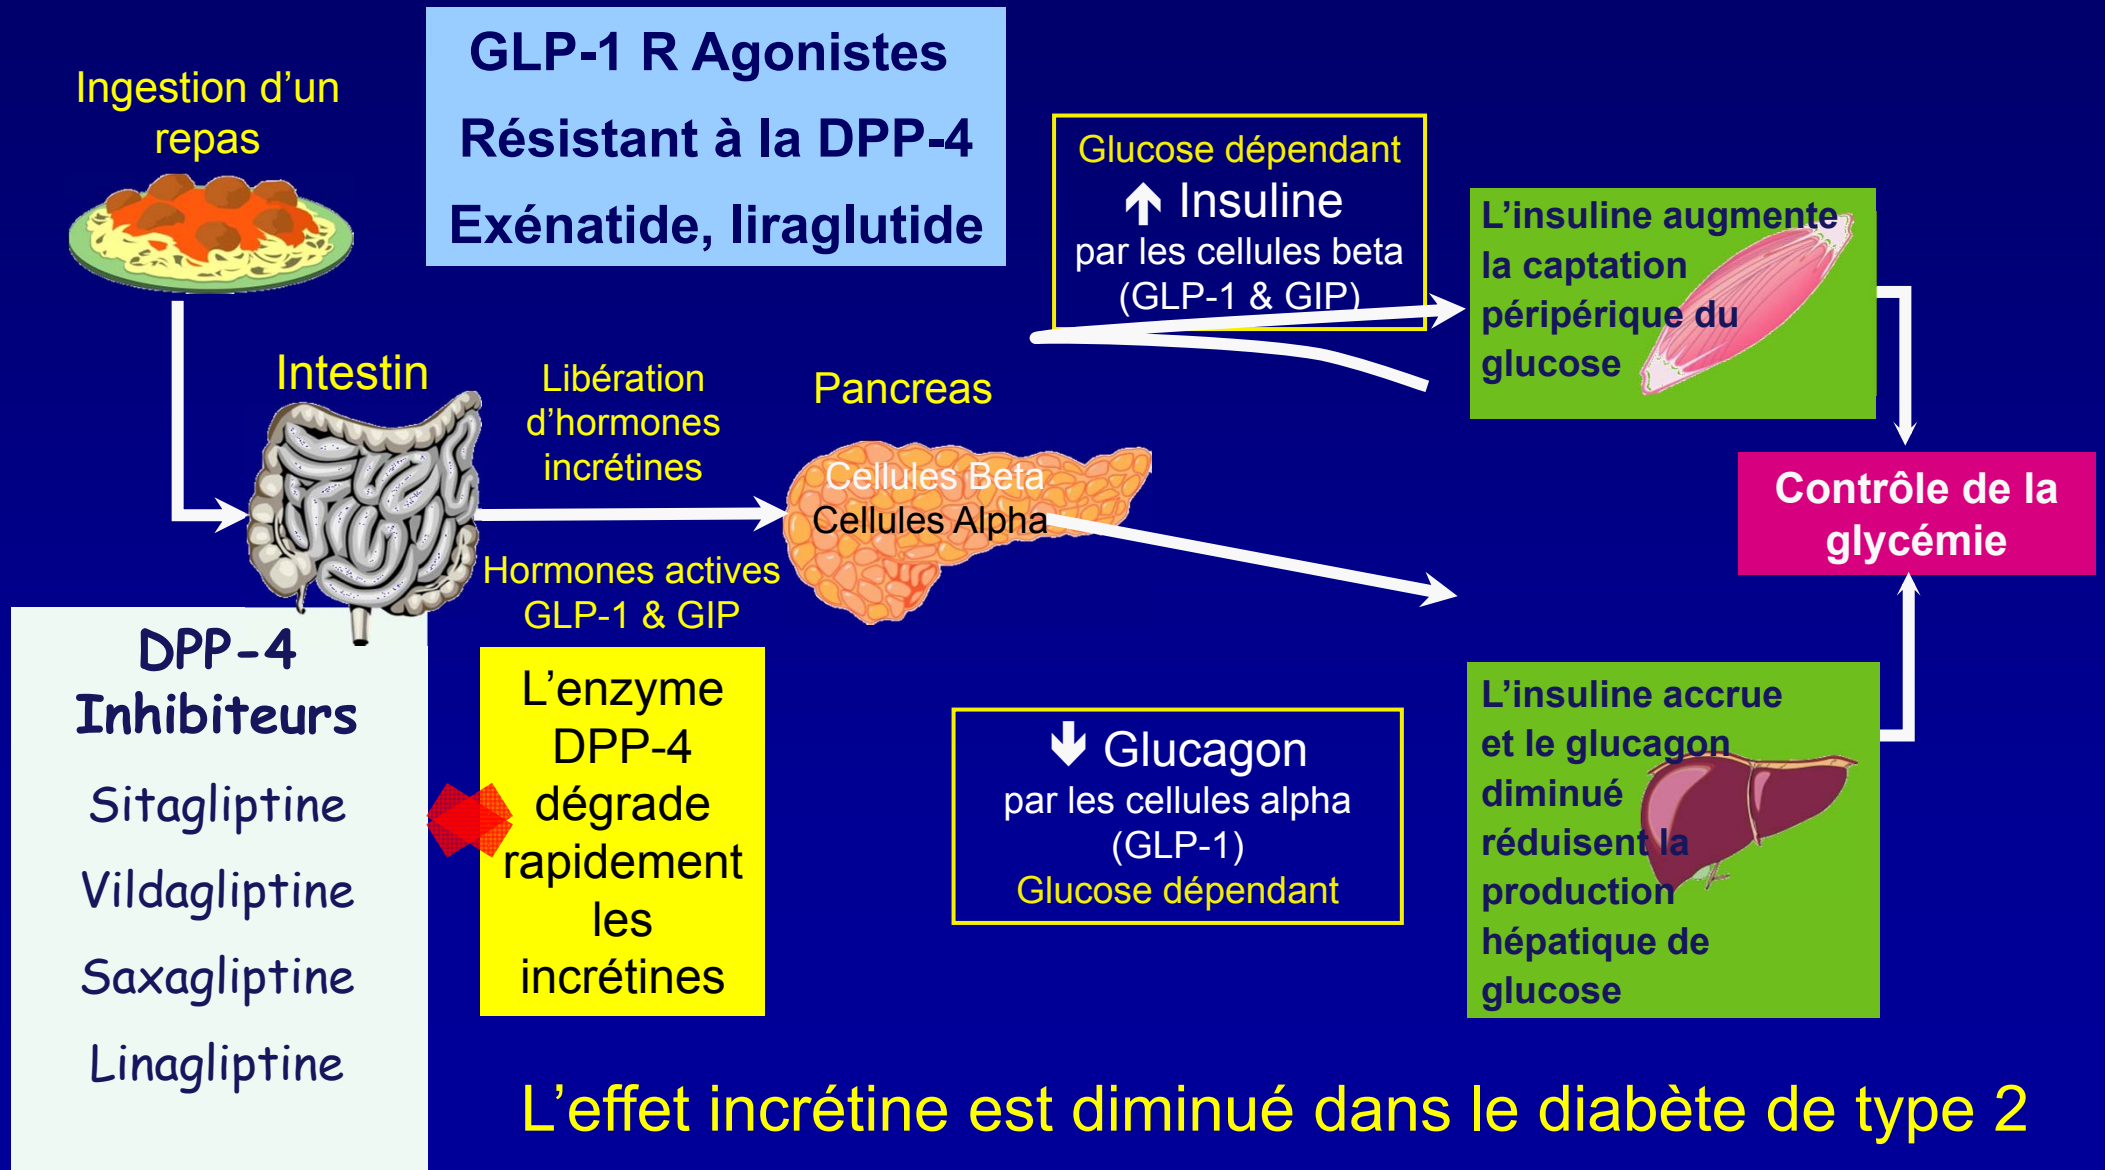 GLP-1 R Agonistes
Résistant à la DPP-4
Exénatide, liraglutide
Ingestion d’un
repas
Glucose dépendant
Insuline
par les cellules beta
(GLP-1 & GIP)
L’insuline augmente
la captation
péripérique du
glucose
Intestin
Libération
d’hormones
incrétines
Pancreas
Cellules Beta
Cellules Alpha
Contrôle de la
glycémie
Hormones actives
GLP-1 & GIP
DPP-4
Inhibiteurs
Sitagliptine
Vildagliptine
Saxagliptine
Linagliptine
L’enzyme
DPP-4
dégrade
rapidement
les
incrétines
Glucagon
par les cellules alpha
(GLP-1)
Glucose dépendant
L’insuline accrue
et le glucagon
diminué
réduisent la
production
hépatique de
glucose
L’effet incrétine est diminué dans le diabète de type 2